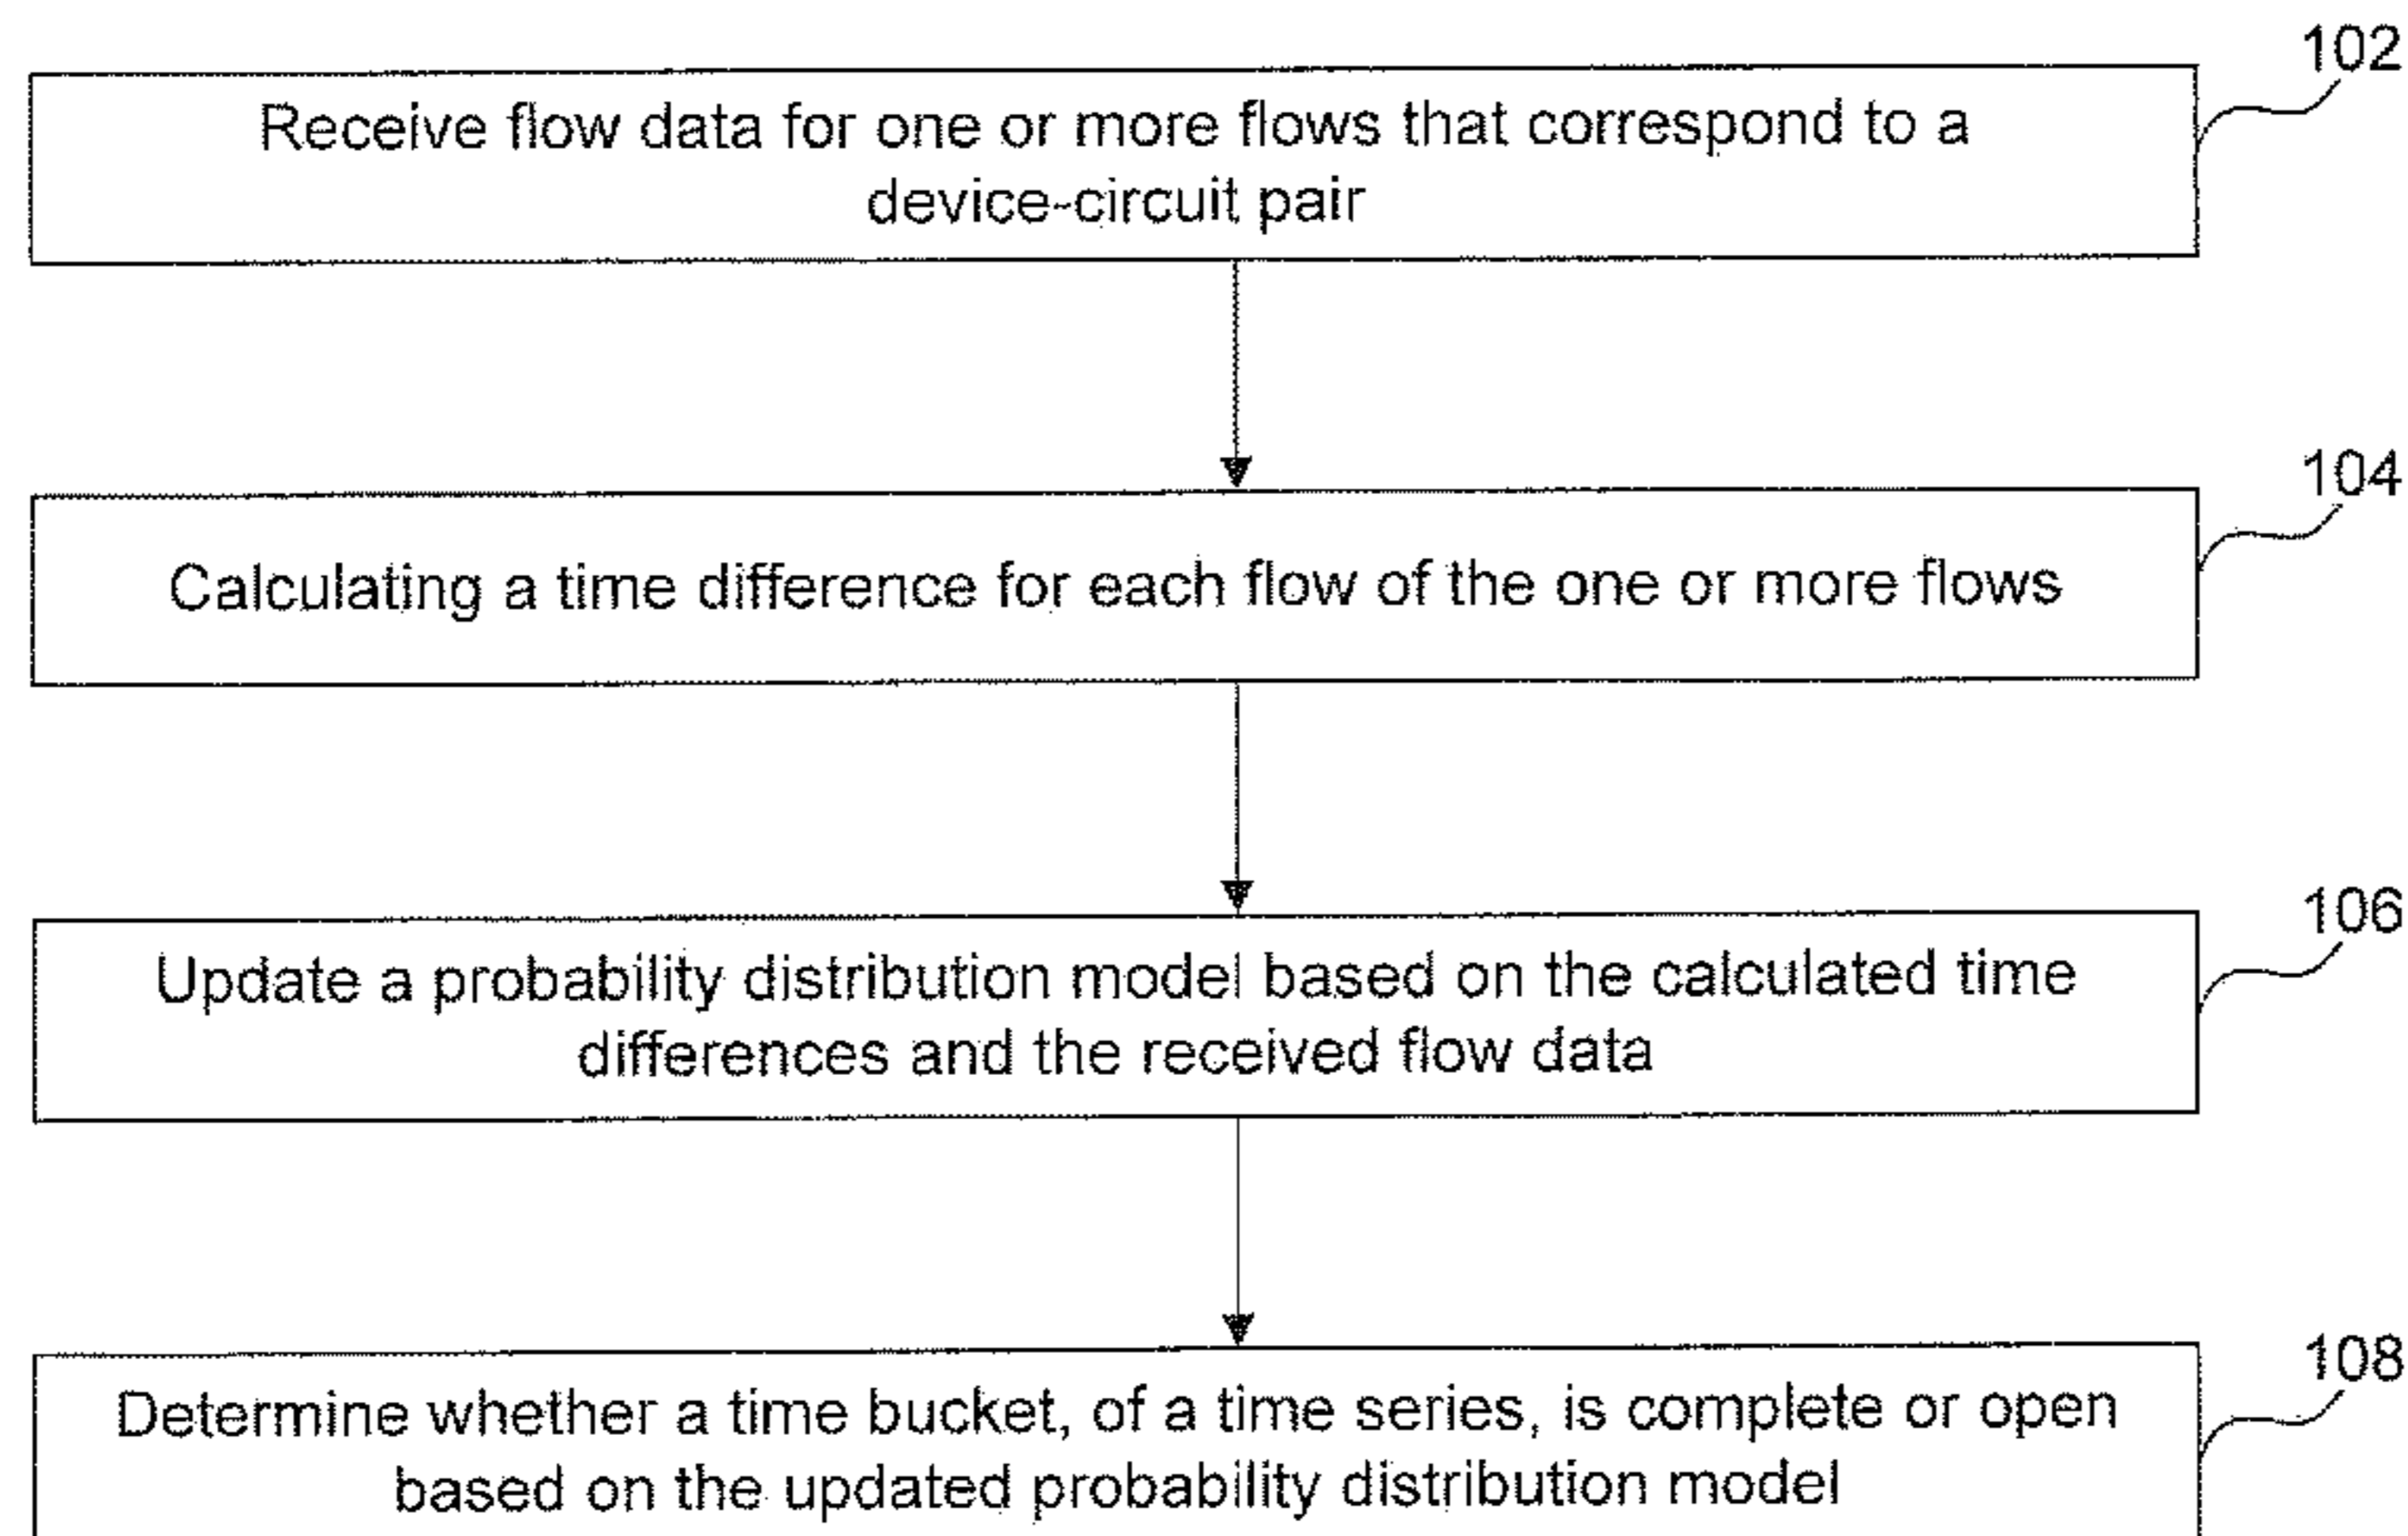 102
Receive flow data for one or more flows that correspond to a
device-circuit pair
104
Calculating a time difference for each flow of the one or more flows
106
Update a probability distribution model based on the calculated time
differences and the received flow data
108
Determine whether a time bucket, of a time series, is complete or open
based on the updated probability distribution model